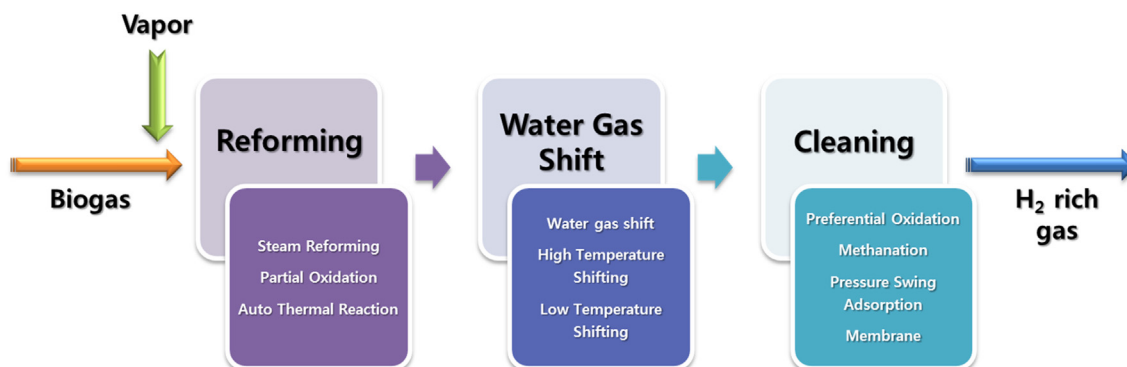 Vapor
Biogas
Reforming
Steam Reforming
Partial Oxidation
Auto Thermal Reaction
Water Gas
Shift
Water gas shift
High Temperature
Shifting
Low Temperature
Shifting
Cleaning
Preferential Oxidation
Methanation
Pressure Swing
Adsorption
Membrane
H₂ rich
gas